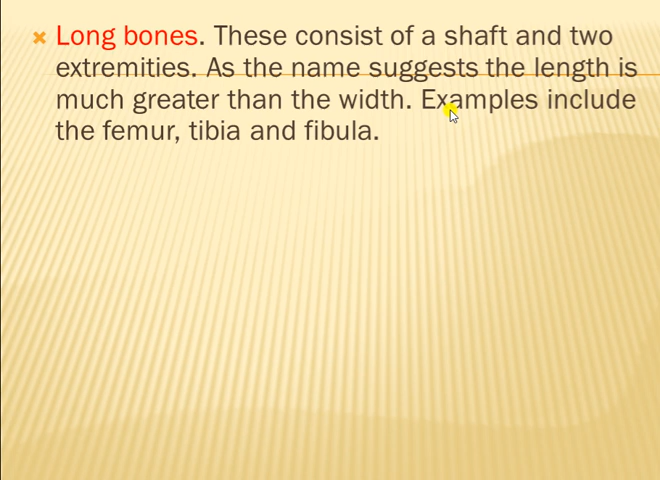 Long bones. These consist of a shaft and two
extremities. As the name suggests the length is
much greater than the width. Examples include
the femur, tibia and fibula.